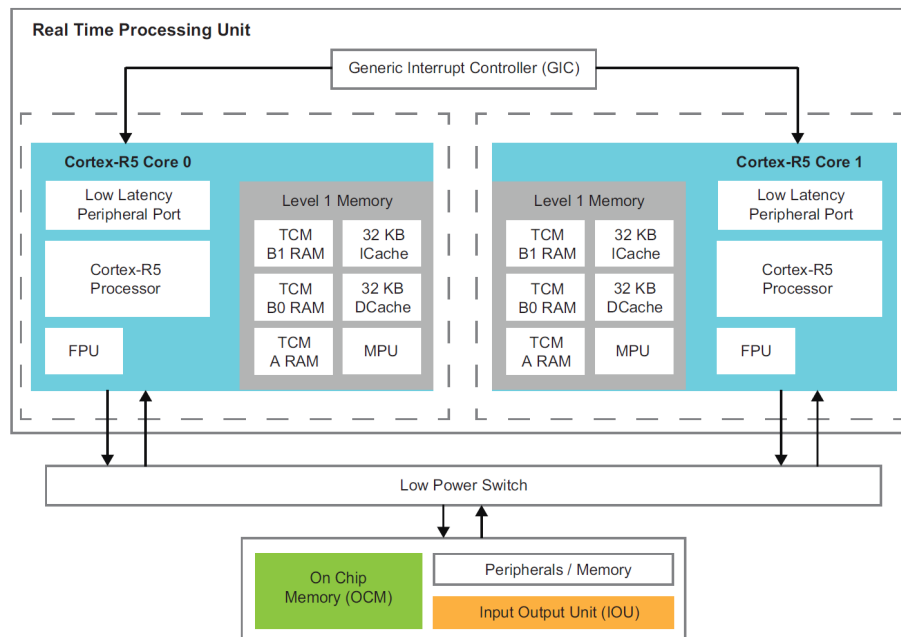 Real Time Processing Unit
Generic Interrupt Controller (GIC)
Cortex-R5 Core 0
Low Latency
Peripheral Port
Cortex-R5
Processor
FPU
Level 1 Memory
TCM
B1 RAM
32 KB
ICache
TCM
B0 RAM
32 KB
DCache
TCM
A RAM
MPU
Cortex-R5 Core 1
Level 1 Memory
TCM
B1 RAM
32 KB
ICache
TCM
B0 RAM
32 KB
DCache
TCM
A RAM
MPU
Low Latency
Peripheral Port
Cortex-R5
Processor
FPU
Low Power Switch
On Chip
Memory (OCM)
Peripherals / Memory
Input Output Unit (IOU)